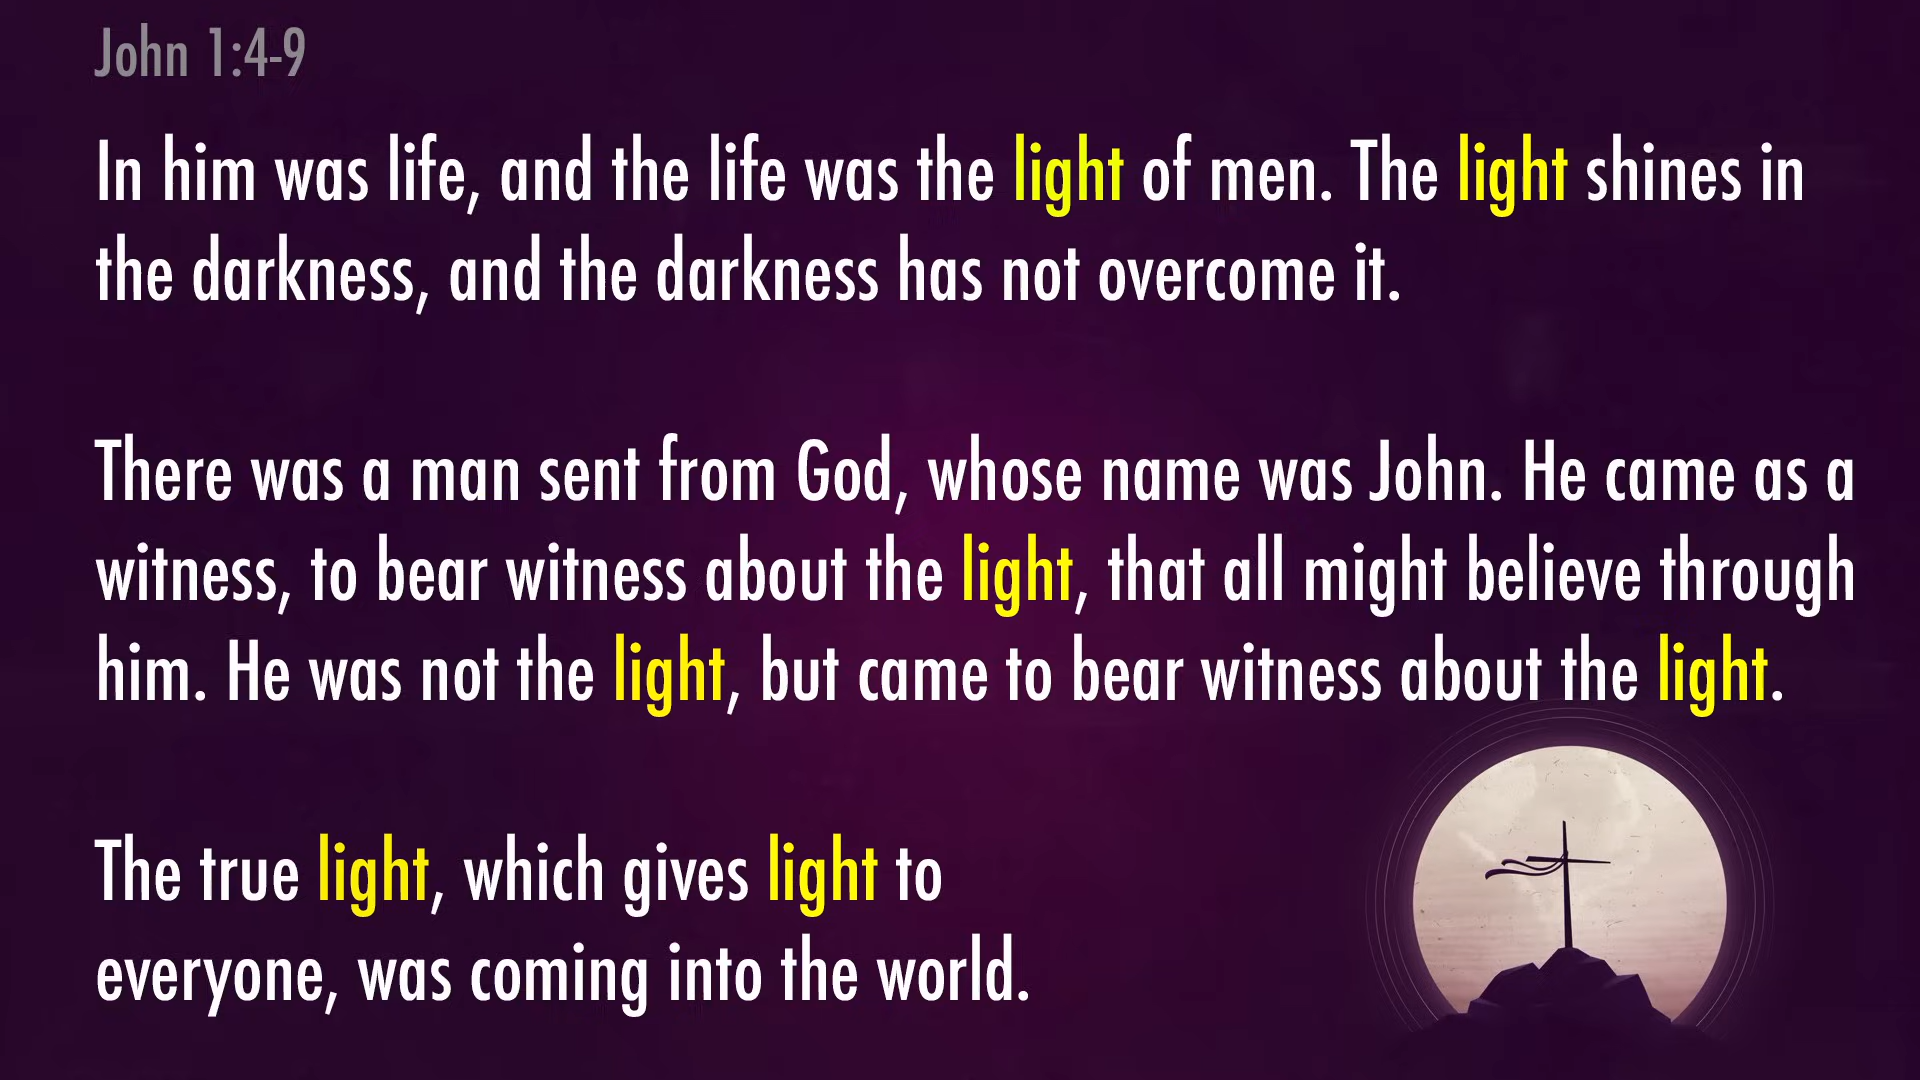 John 1:4-9
In him was life, and the life was the light of men. The light shines in
the darkness, and the darkness has not overcome it.
There was a man sent from God, whose name was John. He came as a
witness, to bear witness about the light, that all might believe through
him. He was not the light, but came to bear witness about the light.
The true light, which gives light to
everyone, was coming into the world.